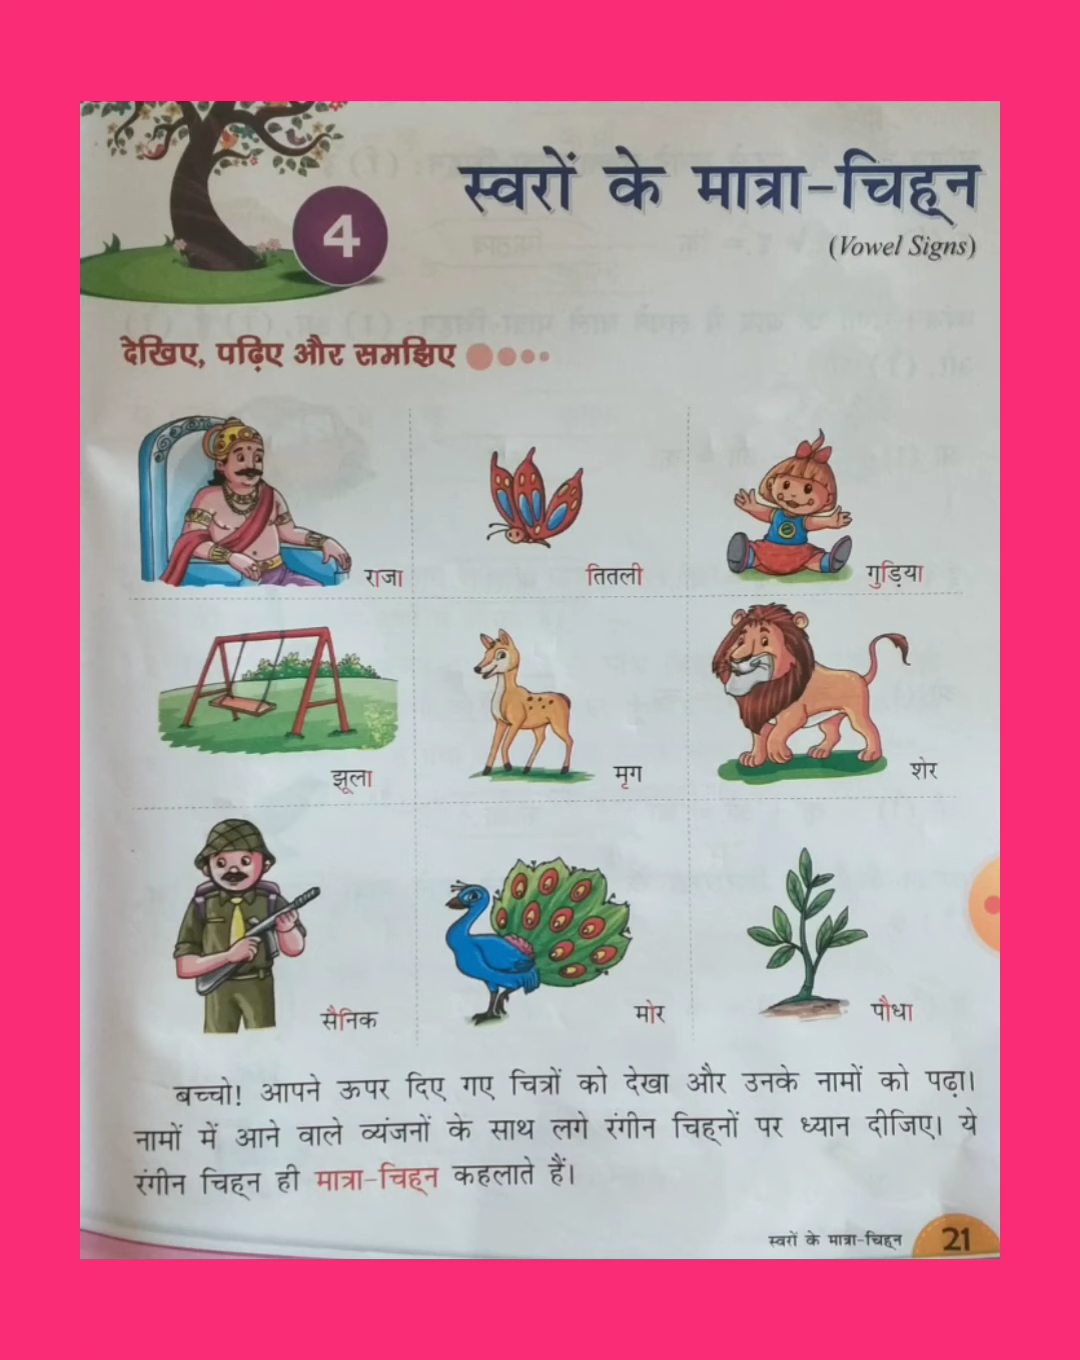 4
स्वरों के मात्रा-चिह्न
(Vowel Signs)
देखिए, पढ़िए और समझिए
राजा
तितली
गुड़िया
झूला
मृग
शेर
सैनिक
मोर
पौधा
बच्चो! आपने ऊपर दिए गए चित्रों को देखा और उनके नामों को पढ़ा।
नामों में आने वाले व्यंजनों के साथ लगे रंगीन चिह्नों पर ध्यान दीजिए। ये
रंगीन चिह्न ही मात्रा-चिह्न कहलाते हैं।
स्वरों के मात्रा-चिह्न 21